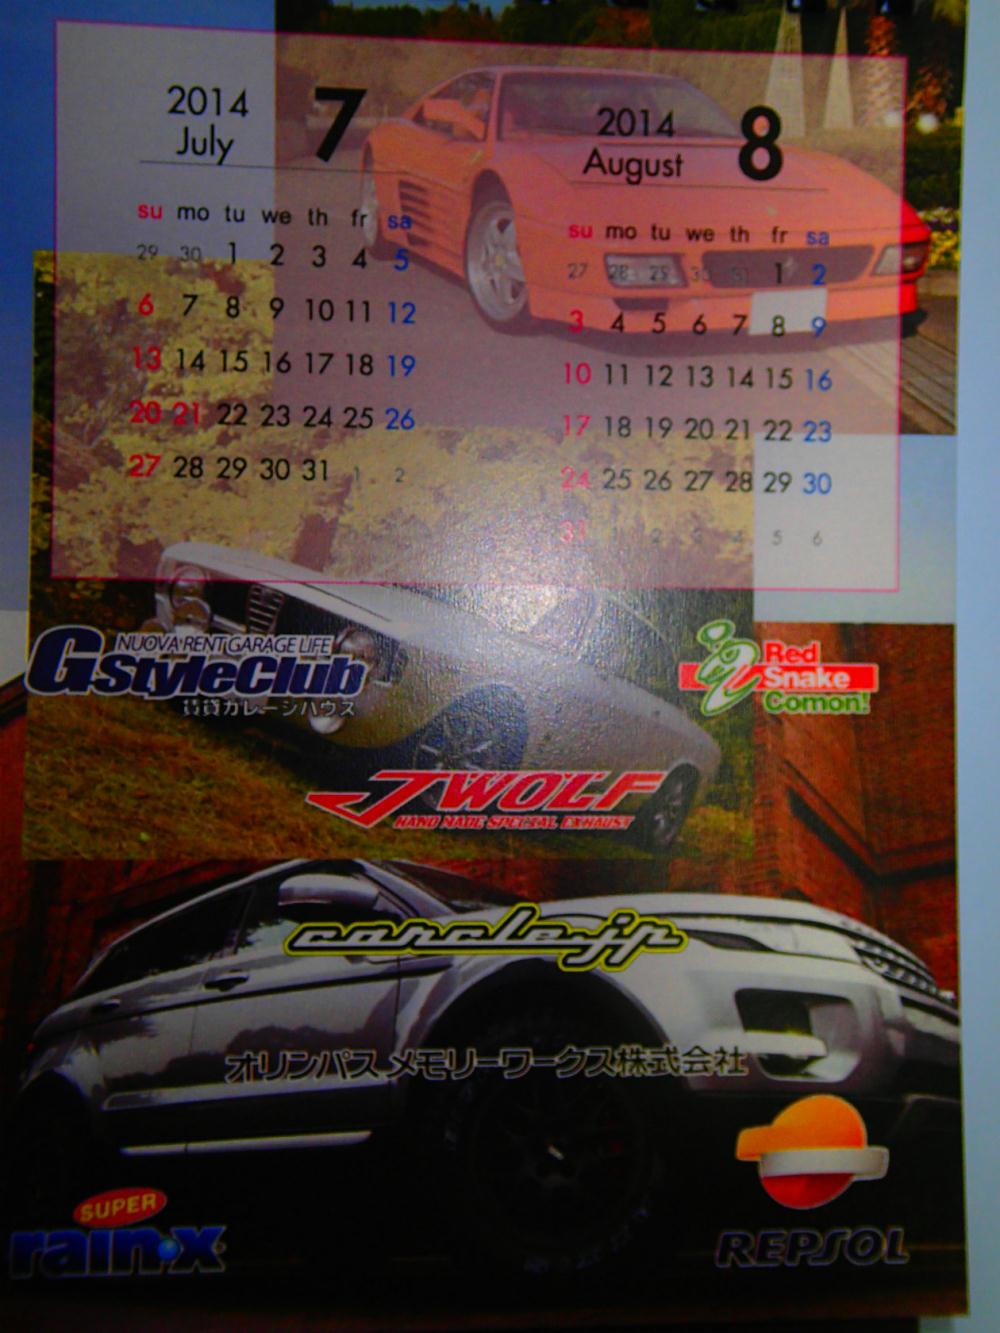 2014
July
7
su mo tu we th fr sa
29 30 1 2 3 4 5
6 7 8 9 10 11 12
13 14 15 16 17 18 19
20 21 22 23 24 25 26
27 28 29 30 31 1 2
2014
August
8
su mo tu we th fr sa
27 28 29 30 31 1 2
3 4 5 6 7 8 9
10 11 12 13 14 15 16
17 18 19 20 21 22 23
24 25 26 27 28 29 30
31 2 3 4 5 6
NUOVA RENT GARAGE LIFE
GStyleClub
賃貸ガレージハウス
Red
Snake
Comon!
JWOLF
HAND MADE SPECIAL EXHAUST
carcle.jp
オリンパスメモリーワークス株式会社
SUPER
rain·x
REPSOL